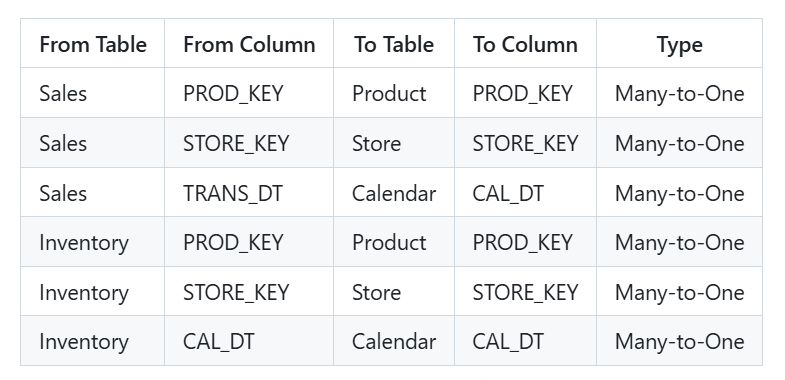 From Table From Column To Table To Column Type
Sales PROD_KEY Product PROD_KEY Many-to-One
Sales STORE_KEY Store STORE_KEY Many-to-One
Sales TRANS_DT Calendar CAL_DT Many-to-One
Inventory PROD_KEY Product PROD_KEY Many-to-One
Inventory STORE_KEY Store STORE_KEY Many-to-One
Inventory CAL_DT Calendar CAL_DT Many-to-One